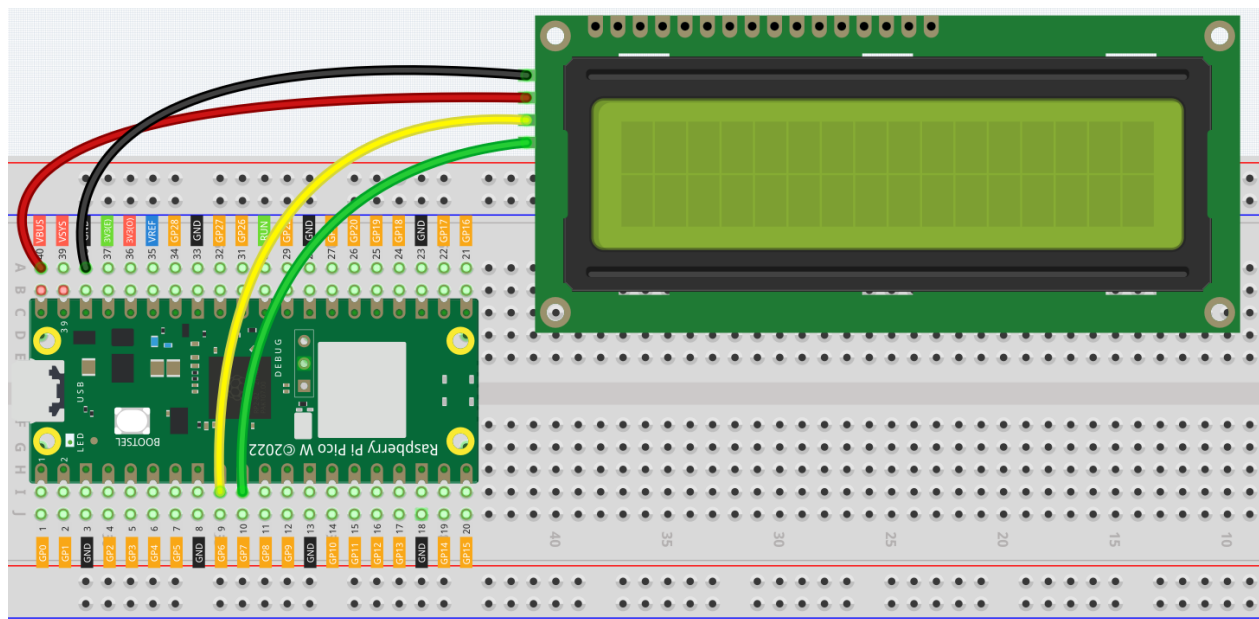 VBUS VSYS GND 3V3(E) 3V3(O) VREF GP28 GND GP27 GP26 RUN GND GP20 GP19 GP18 GND GP17 GP16
40 39 37 36 35 34 33 32 31 30 29 27 26 25 24 23 22 21
A
B
C
D
E
39
USB
DEBUG
LED
BOOTSEL
Raspberry Pi Pico W ©2022
1
2
F
G
H
I
J
1 2 3 4 5 6 7 8 9 10 11 12 13 14 15 16 17 18 19 20
GP0 GP1 GND GP2 GP3 GP4 GP5 GND GP6 GP7 GP8 GP9 GND GP10 GP11 GP12 GP13 GND GP14 GP15
40 35 30 25 20 15 10